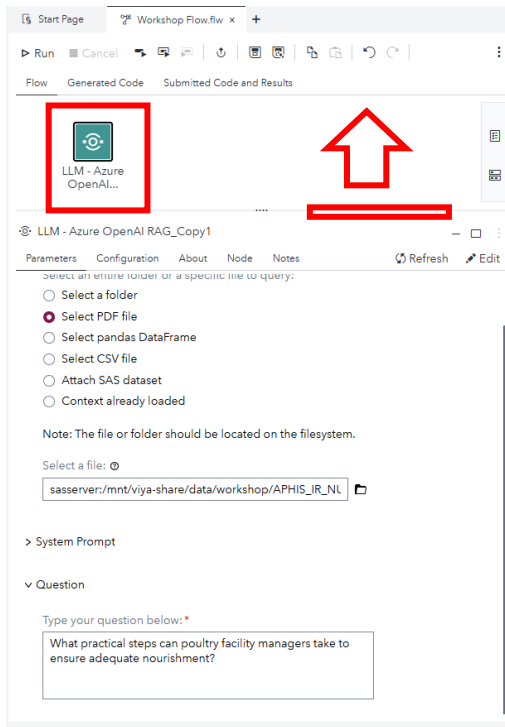 Start Page
Workshop Flow.flw
Run
Cancel
Flow
Generated Code
Submitted Code and Results
LLM - Azure
OpenAI...
LLM - Azure OpenAI RAG_Copy1
Parameters
Configuration
About
Node
Notes
Refresh
Edit
Select an entire folder or a specific file to query:
Select a folder
Select PDF file
Select pandas DataFrame
Select CSV file
Attach SAS dataset
Context already loaded
Note: The file or folder should be located on the filesystem.
Select a file:
sasserver:/mnt/viya-share/data/workshop/APHIS_IR_NU
System Prompt
Question
Type your question below:*
What practical steps can poultry facility managers take to
ensure adequate nourishment?